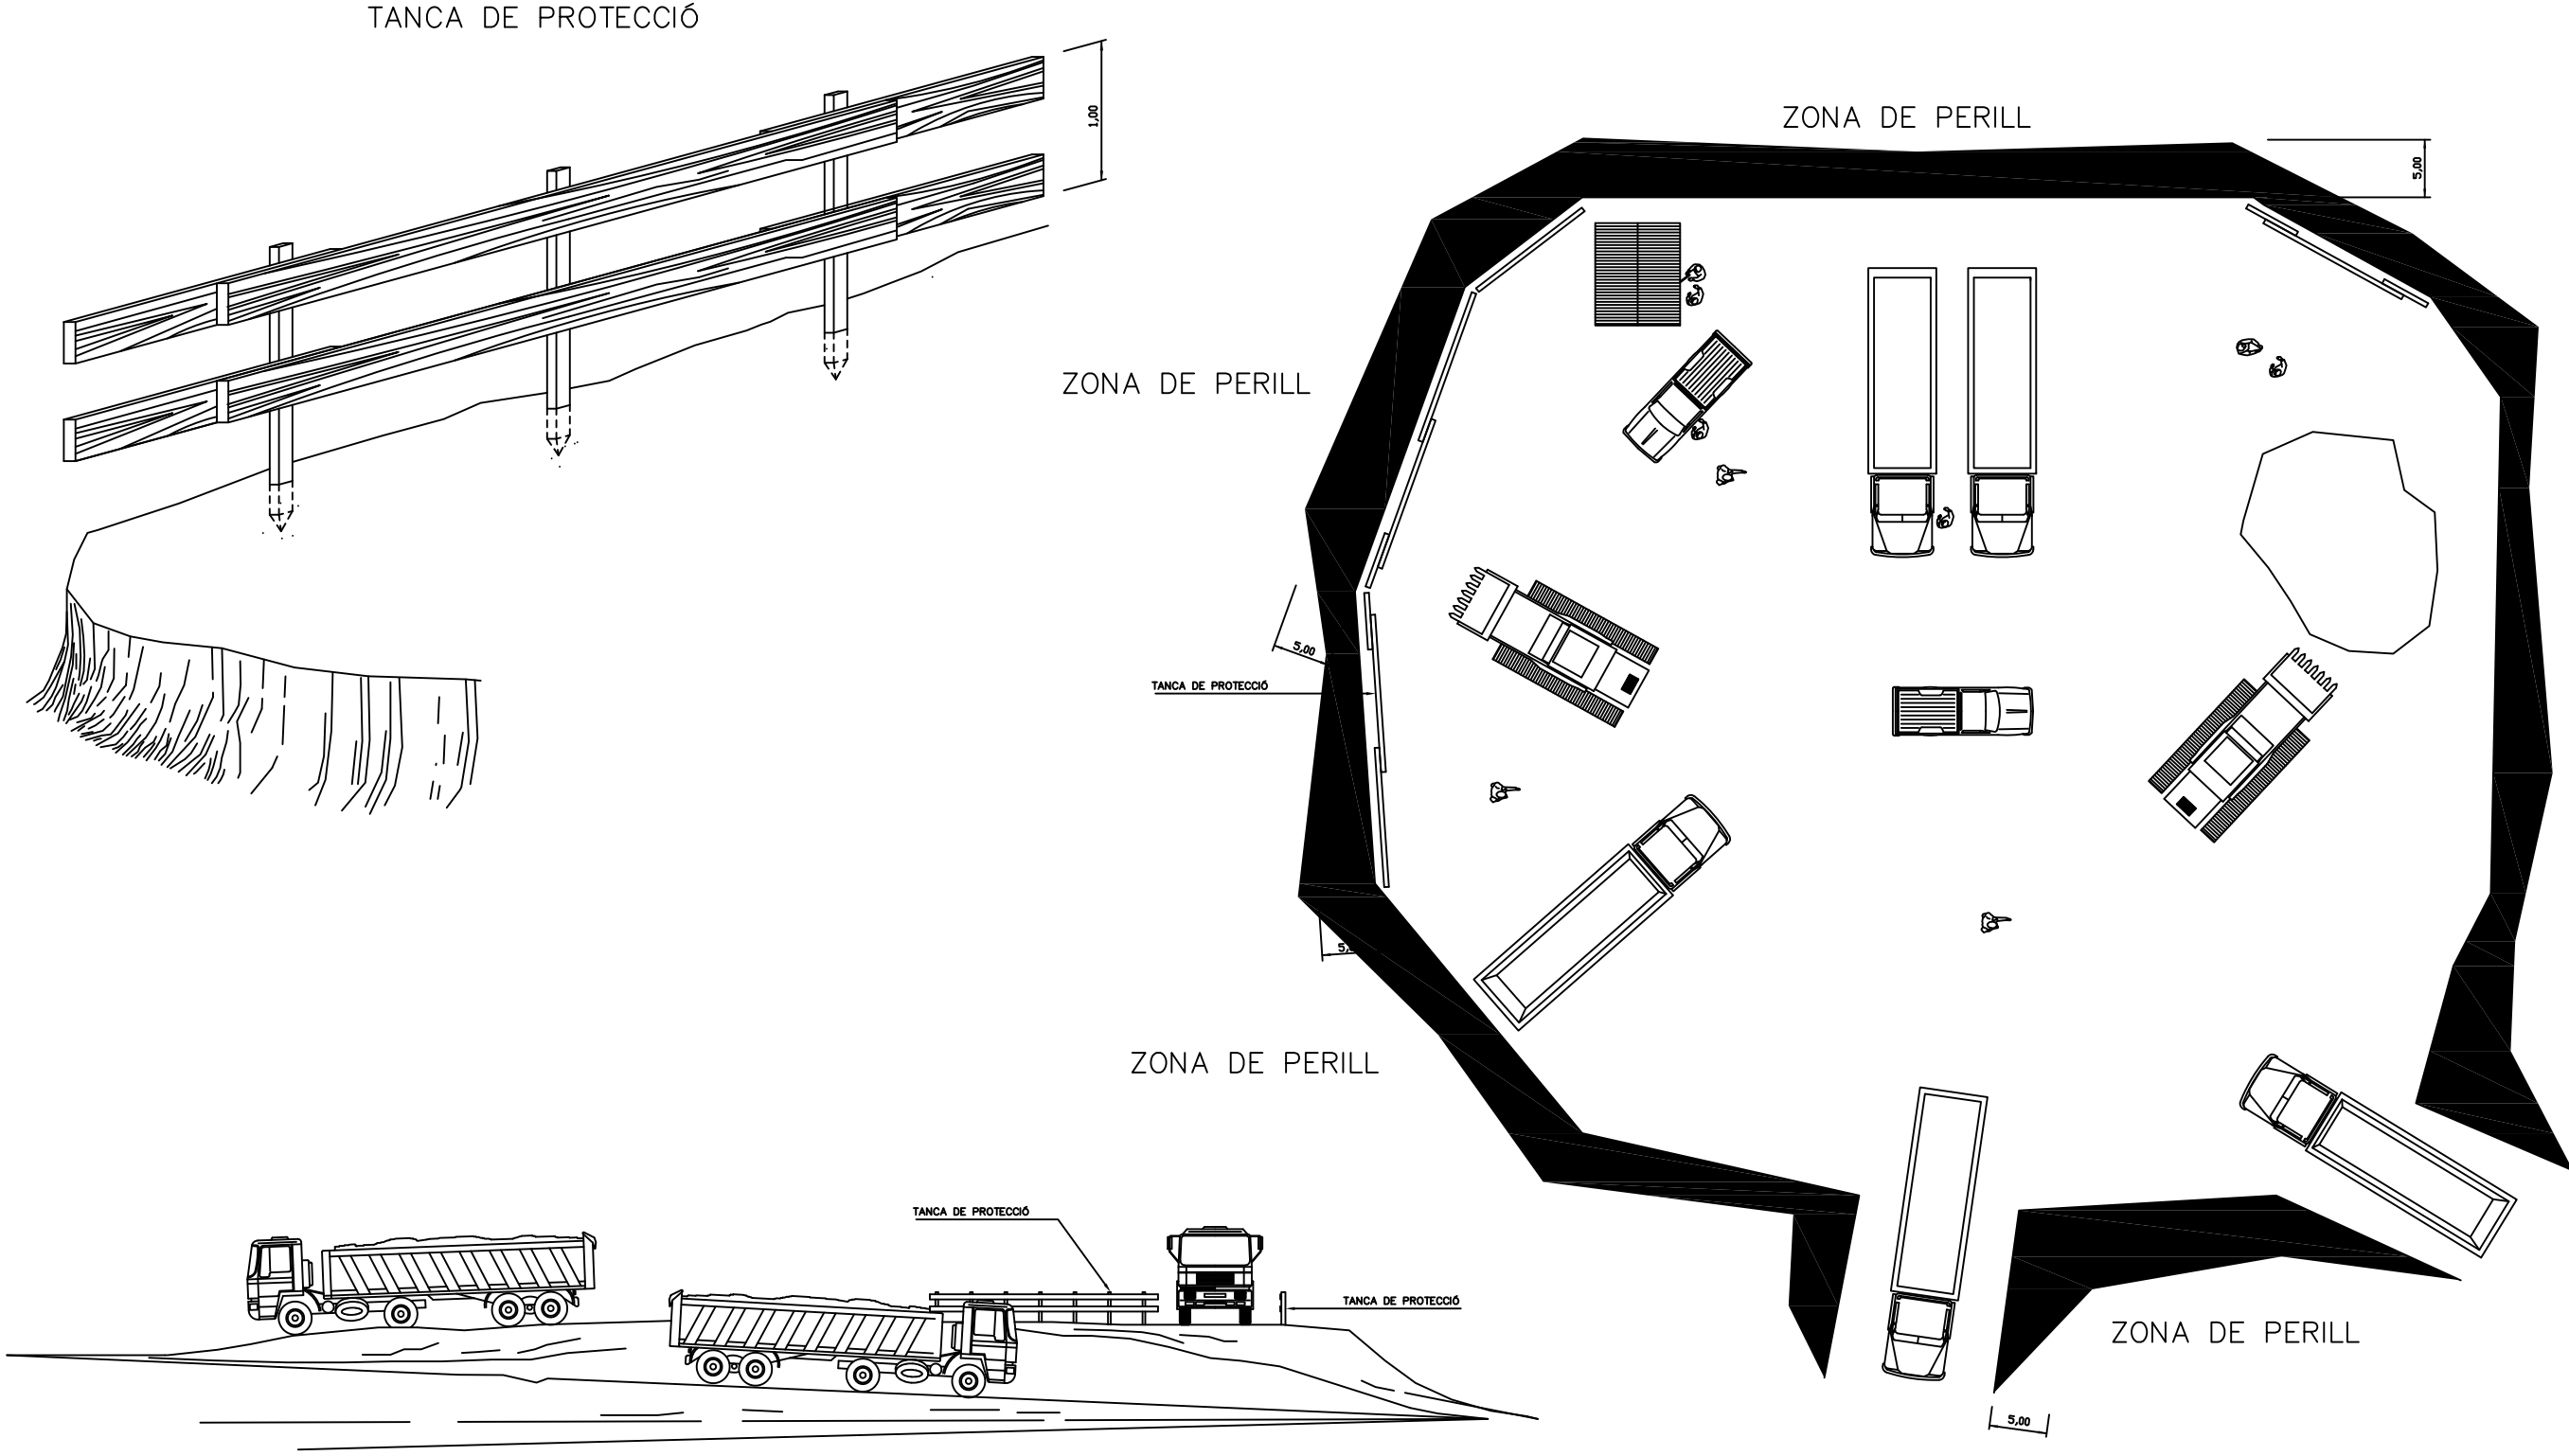 TANCA DE PROTECCIÓ
1,00
ZONA DE PERILL
5,00
ZONA DE PERILL
5,00
TANCA DE PROTECCIÓ
ZONA DE PERILL
TANCA DE PROTECCIÓ
TANCA DE PROTECCIÓ
ZONA DE PERILL
5,00